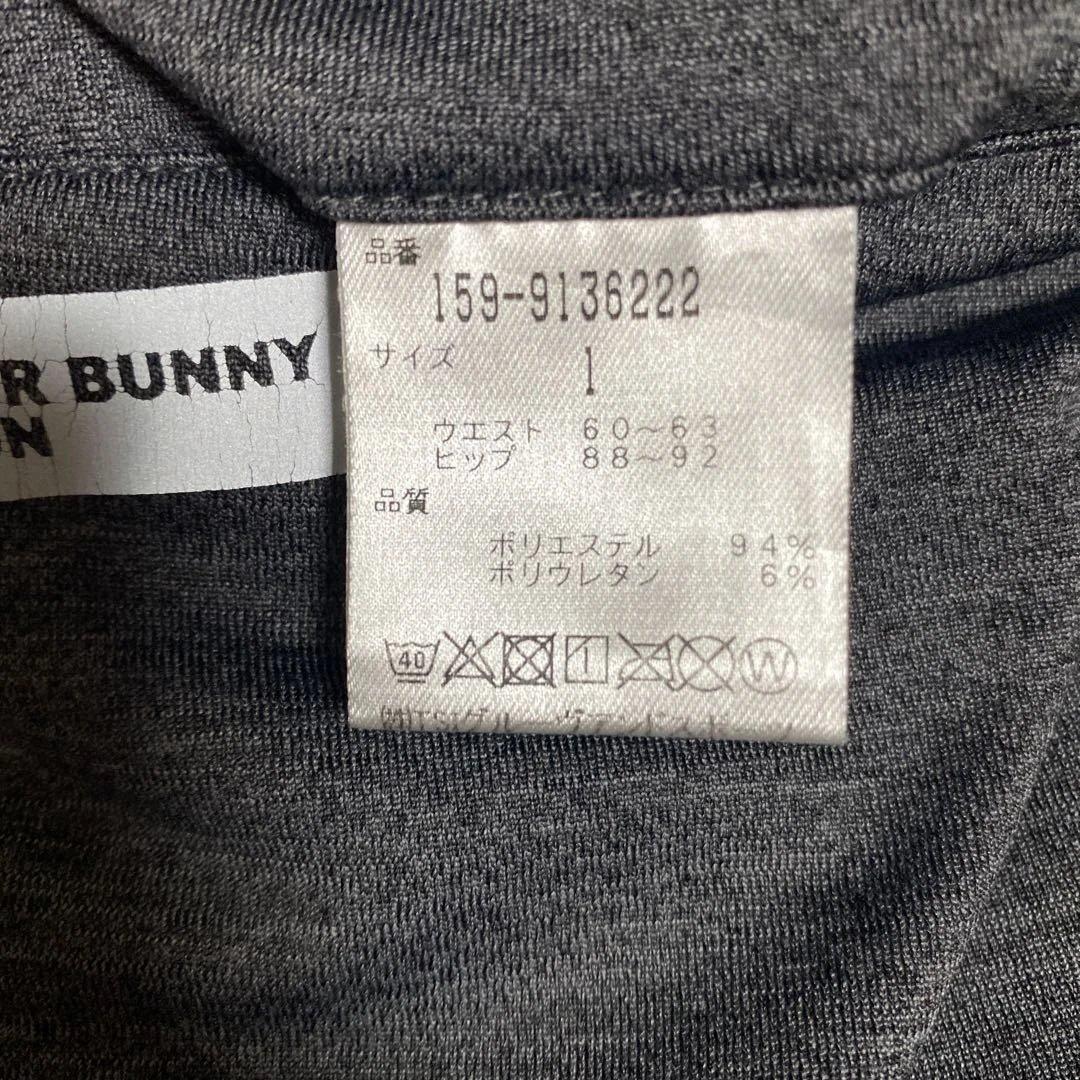 BUNNY
品番
159-9136222
サイズ 1
ウエスト 60~63
ヒップ 88~92
品質
ポリエステル 94%
ポリウレタン 6%
40 1 W